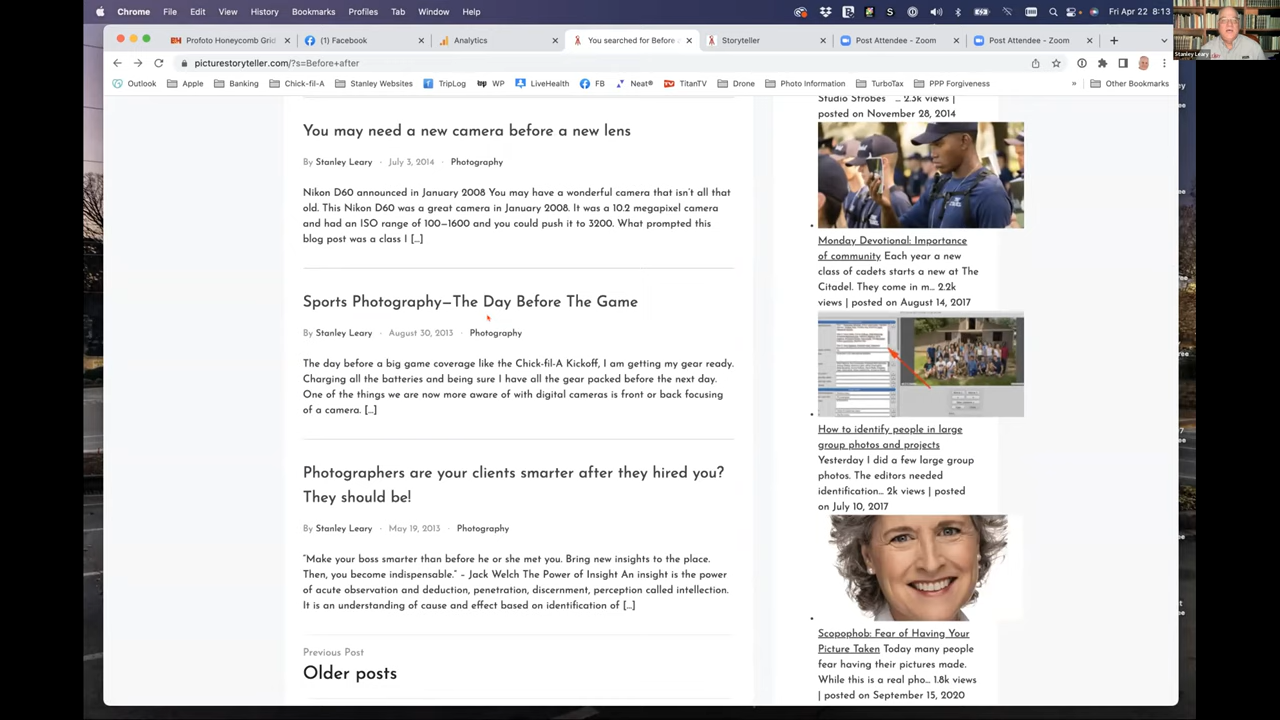 Chrome File Edit View History Bookmarks Profiles Tab Window Help
Fri Apr 22 8:13
Stanley Leary
Profoto Honeycomb Grid
(1) Facebook
Analytics
You searched for Before a
Storyteller
Post Attendee - Zoom
Post Attendee - Zoom
picturestoryteller.com/?s=Before+after
Outlook Apple Banking Chick-fil-A Stanley Websites TripLog WP LiveHealth FB Neat® TitanTV Drone Photo Information TurboTax PPP Forgiveness » Other Bookmarks
You may need a new camera before a new lens
By Stanley Leary · July 3, 2014 · Photography
Nikon D60 announced in January 2008 You may have a wonderful camera that isn't all that
old. This Nikon D60 was a great camera in January 2008. It was a 10.2 megapixel camera
and had an ISO range of 100–1600 and you could push it to 3200. What prompted this
blog post was a class I [...]
Sports Photography—The Day Before The Game
By Stanley Leary · August 30, 2013 · Photography
The day before a big game coverage like the Chick-fil-A Kickoff, I am getting my gear ready.
Charging all the batteries and being sure I have all the gear packed before the next day.
One of the things we are now more aware of with digital cameras is front or back focusing
of a camera. [...]
Photographers are your clients smarter after they hired you?
They should be!
By Stanley Leary · May 19, 2013 · Photography
“Make your boss smarter than before he or she met you. Bring new insights to the place.
Then, you become indispensable.” – Jack Welch The Power of Insight An insight is the power
of acute observation and deduction, penetration, discernment, perception called intellection.
It is an understanding of cause and effect based on identification of [...]
Previous Post
Older posts
Studio Strobes ... 2.3k views |
posted on November 28, 2014
Monday Devotional: Importance
of community Each year a new
class of cadets starts a new at The
Citadel. They come in m... 2.2k
views | posted on August 14, 2017
How to identify people in large
group photos and projects
Yesterday I did a few large group
photos. The editors needed
identification... 2k views | posted
on July 10, 2017
Scopophob: Fear of Having Your
Picture Taken Today many people
fear having their pictures made.
While this is a real pho... 1.8k views
| posted on September 15, 2020